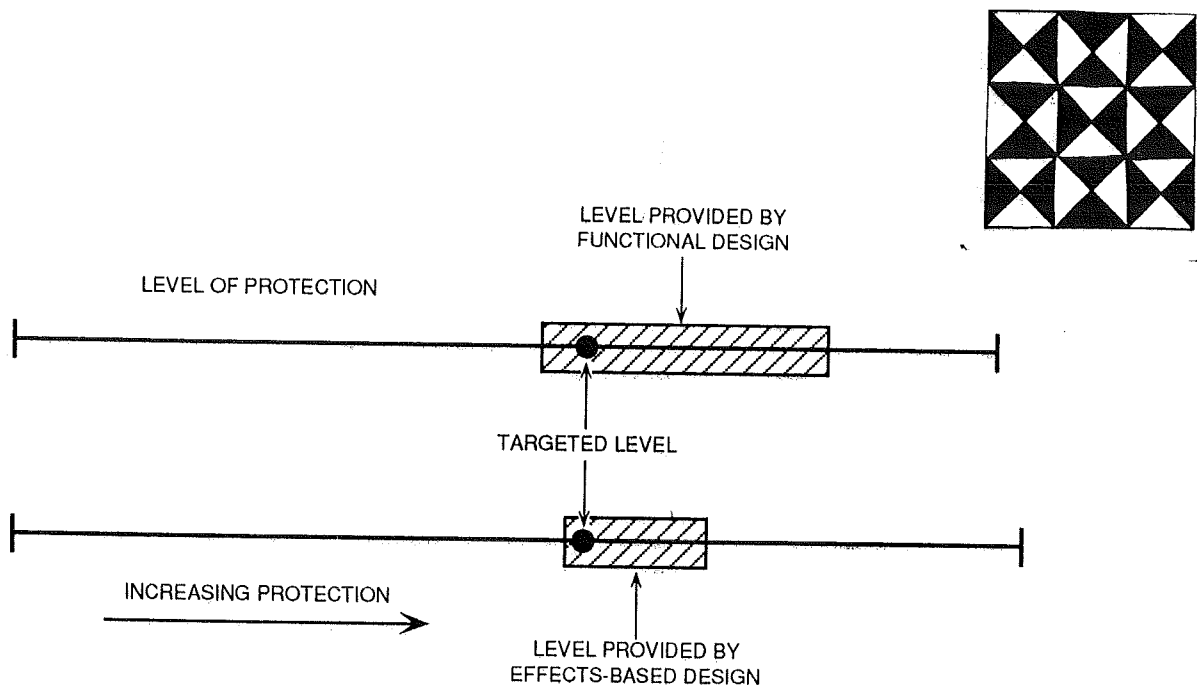 LEVEL PROVIDED BY
FUNCTIONAL DESIGN
LEVEL OF PROTECTION
TARGETED LEVEL
INCREASING PROTECTION
LEVEL PROVIDED BY
EFFECTS-BASED DESIGN